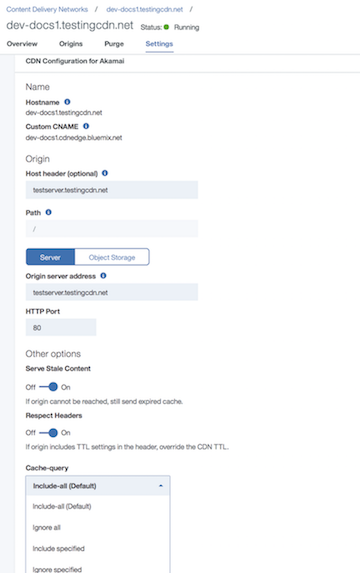 Content Delivery Networks / dev-docs1.testingcdn.net /
dev-docs1.testingcdn.net Status: Running
Overview Origins Purge Settings
CDN Configuration for Akamai
Name
Hostname
dev-docs1.testingcdn.net
Custom CNAME
dev-docs1.cdnedge.bluemix.net
Origin
Host header (optional)
testserver.testingcdn.net
Path
/
Server Object Storage
Origin server address
testserver.testingcdn.net
HTTP Port
80
Other options
Serve Stale Content
Off On
If origin cannot be reached, still send expired cache.
Respect Headers
Off On
If origin includes TTL settings in the header, override the CDN TTL.
Cache-query
Include-all (Default)
Include-all (Default)
Ignore all
Include specified
Ignore specified